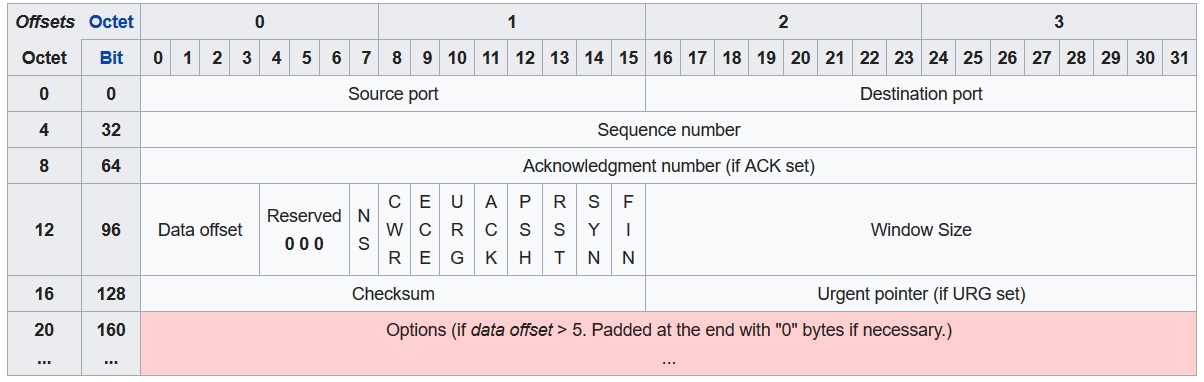 Offsets Octet 0 1 2 3
Octet Bit 0 1 2 3 4 5 6 7 8 9 10 11 12 13 14 15 16 17 18 19 20 21 22 23 24 25 26 27 28 29 30 31
0 0 Source port Destination port
4 32 Sequence number
8 64 Acknowledgment number (if ACK set)
12 96 Data offset Reserved 0 0 0 NS CWR ECE URG ACK PSH RST SYN FIN Window Size
16 128 Checksum Urgent pointer (if URG set)
20 160 Options (if data offset > 5. Padded at the end with "0" bytes if necessary.)
... ... ...